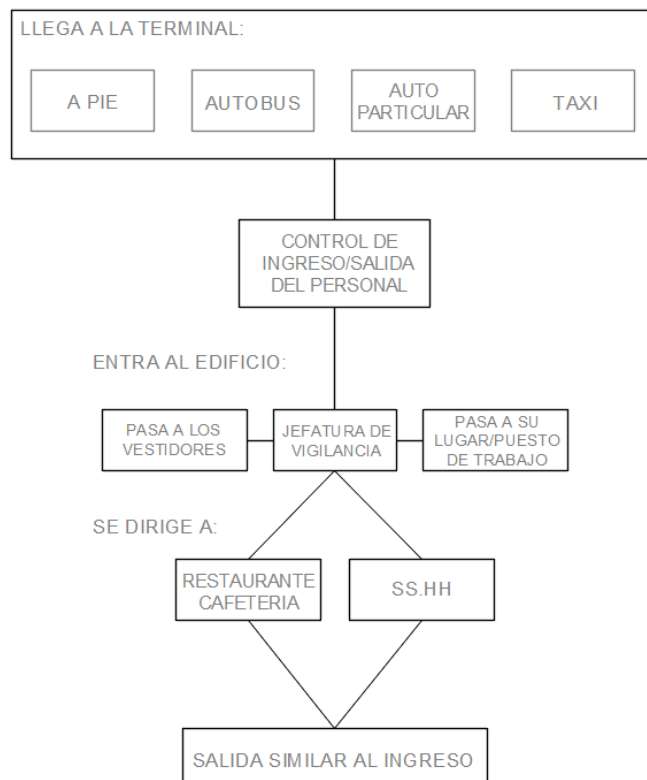 LLEGA A LA TERMINAL:
A PIE
AUTOBUS
AUTO
PARTICULAR
TAXI
CONTROL DE
INGRESO/SALIDA
DEL PERSONAL
ENTRA AL EDIFICIO:
PASA A LOS
VESTIDORES
JEFATURA DE
VIGILANCIA
PASA A SU
LUGAR/PUESTO
DE TRABAJO
SE DIRIGE A:
RESTAURANTE
CAFETERIA
SS.HH
SALIDA SIMILAR AL INGRESO